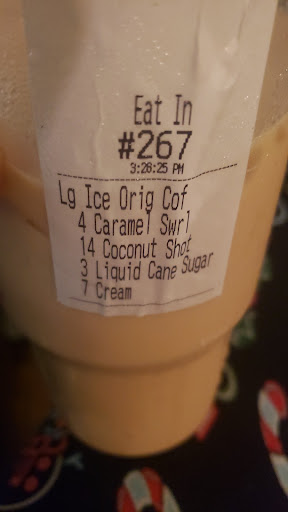 Eat In
#267
3:28:25 PM
Lg Ice Orig Cof
4 Caramel Swrl
14 Coconut Shot
3 Liquid Cane Sugar
7 Cream